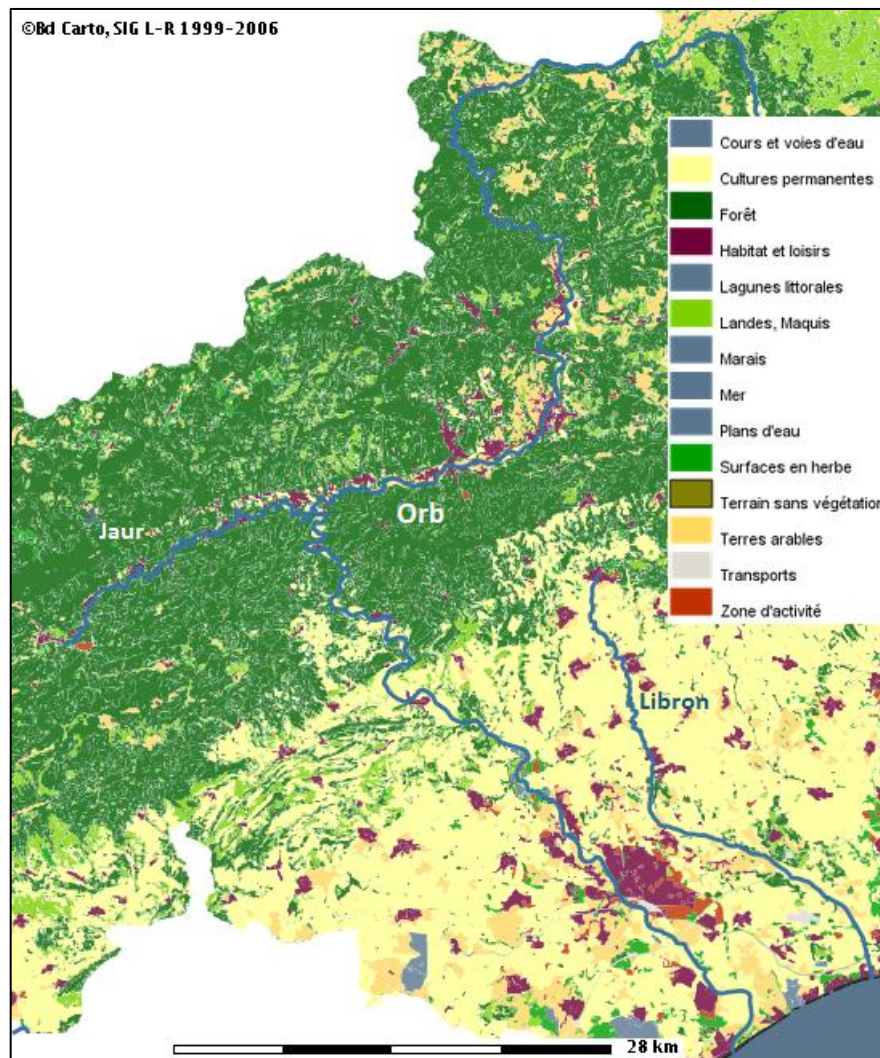 ©Bd Carto, SIG L-R 1999-2006
Cours et voies d'eau
Cultures permanentes
Forêt
Habitat et loisirs
Lagunes littorales
Landes, Maquis
Marais
Mer
Plans d'eau
Surfaces en herbe
Terrain sans végétation
Terres arables
Transports
Zone d'activité
Orb
Jaur
Libron
28 km